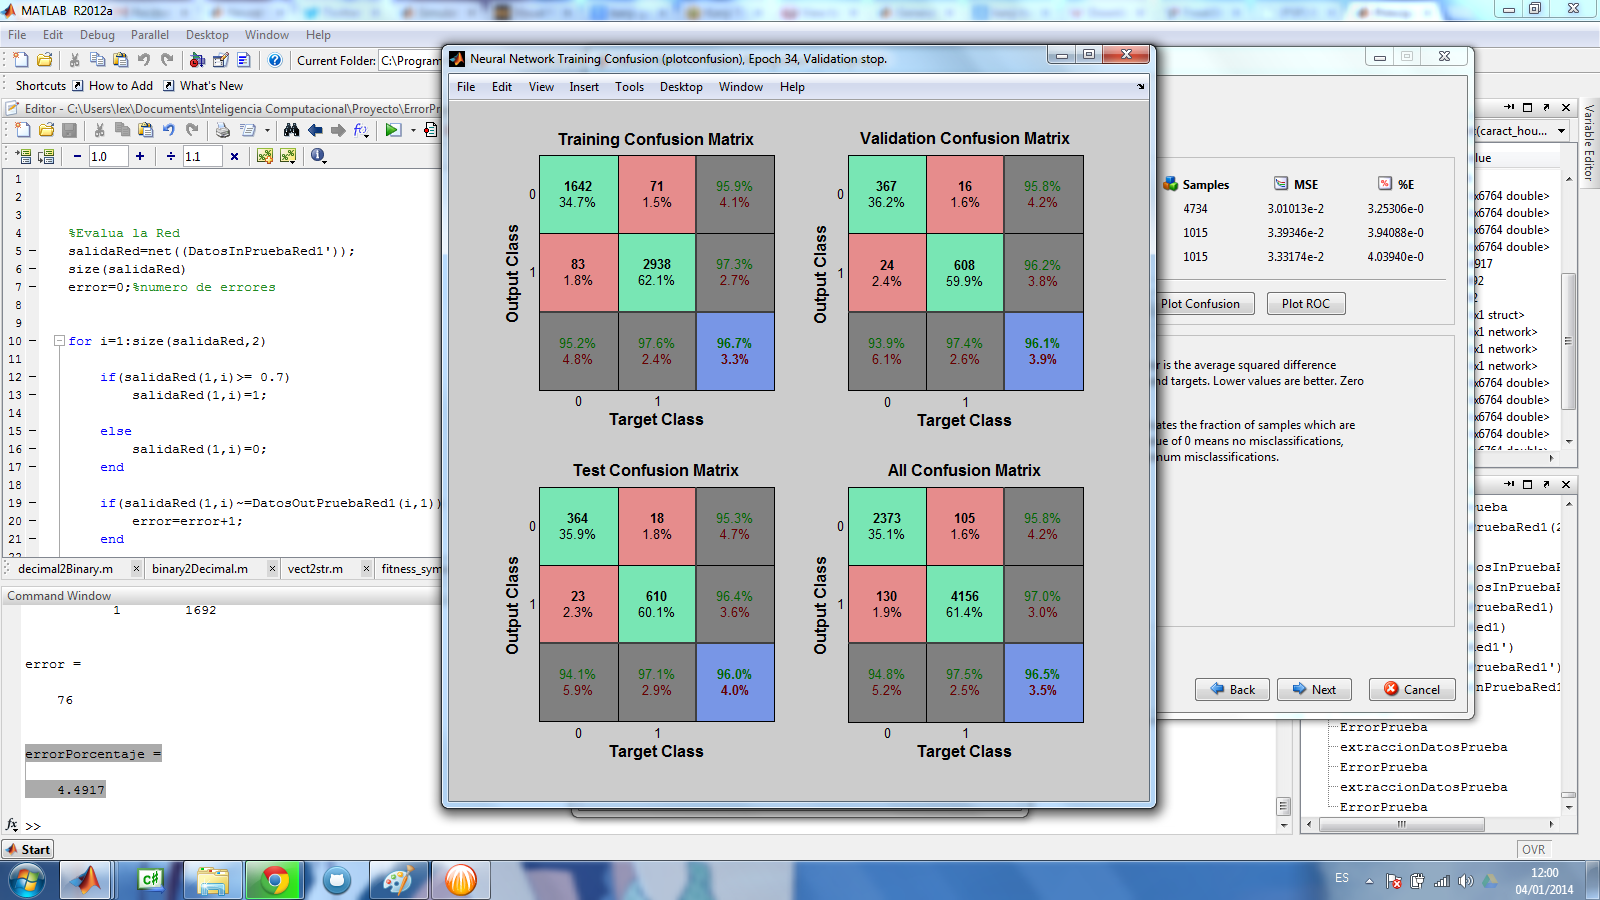 MATLAB R2012a
File Edit Debug Parallel Desktop Window Help
Current Folder: C:\Program
Shortcuts How to Add What's New
Editor - C:\Users\lex\Documents\Inteligencia Computacional\Proyecto\ErrorPr
1.0 1.1
1
2
3
4 %Evalua la Red
5 salidaRed=net((DatosInPruebaRed1'));
6 size(salidaRed)
7 error=0;%numero de errores
8
9
10 for i=1:size(salidaRed,2)
11
12 if(salidaRed(1,i)>= 0.7)
13 salidaRed(1,i)=1;
14
15 else
16 salidaRed(1,i)=0;
17 end
18
19 if(salidaRed(1,i)~=DatosOutPruebaRed1(i,1))
20 error=error+1;
21 end
decimal2Binary.m binary2Decimal.m vect2str.m fitness_sym
Command Window
1 1692
error =
76
errorPorcentaje =
4.4917
fx >>
Start
Neural Network Training Confusion (plotconfusion), Epoch 34, Validation stop.
File Edit View Insert Tools Desktop Window Help
Training Confusion Matrix
Output Class
0
1642 71 95.9%
34.7% 1.5% 4.1%
1
83 2938 97.3%
1.8% 62.1% 2.7%
95.2% 97.6% 96.7%
4.8% 2.4% 3.3%
0 1
Target Class
Validation Confusion Matrix
Output Class
0
367 16 95.8%
36.2% 1.6% 4.2%
1
24 608 96.2%
2.4% 59.9% 3.8%
93.9% 97.4% 96.1%
6.1% 2.6% 3.9%
0 1
Target Class
Test Confusion Matrix
Output Class
0
364 18 95.3%
35.9% 1.8% 4.7%
1
23 610 96.4%
2.3% 60.1% 3.6%
94.1% 97.1% 96.0%
5.9% 2.9% 4.0%
0 1
Target Class
All Confusion Matrix
Output Class
0
2373 105 95.8%
35.1% 1.6% 4.2%
1
130 4156 97.0%
1.9% 61.4% 3.0%
94.8% 97.5% 96.5%
5.2% 2.5% 3.5%
0 1
Target Class
Samples MSE %E
4734 3.01013e-2 3.25306e-0
1015 3.39346e-2 3.94088e-0
1015 3.33174e-2 4.03940e-0
Plot Confusion Plot ROC
r is the average squared difference
nd targets. Lower values are better. Zero
ates the fraction of samples which are
ue of 0 means no misclassifications,
num misclassifications.
Back Next Cancel
Variable Editor
(caract_hou...
lue
x6764 double>
x6764 double>
x6764 double>
x6764 double>
917
92
2
x1 struct>
x1 network>
x1 network>
x1 network>
x6764 double>
x6764 double>
x6764 double>
x6764 double>
ueba
ruebaRed1(2
osInPruebaF
osInPruebaF
ruebaRed1)
ed1)
ed1')
ruebaRed1')
nPruebaRed1
ErrorPrueba
extraccionDatosPrueba
ErrorPrueba
extraccionDatosPrueba
ErrorPrueba
OVR
C#
ES
12:00
04/01/2014